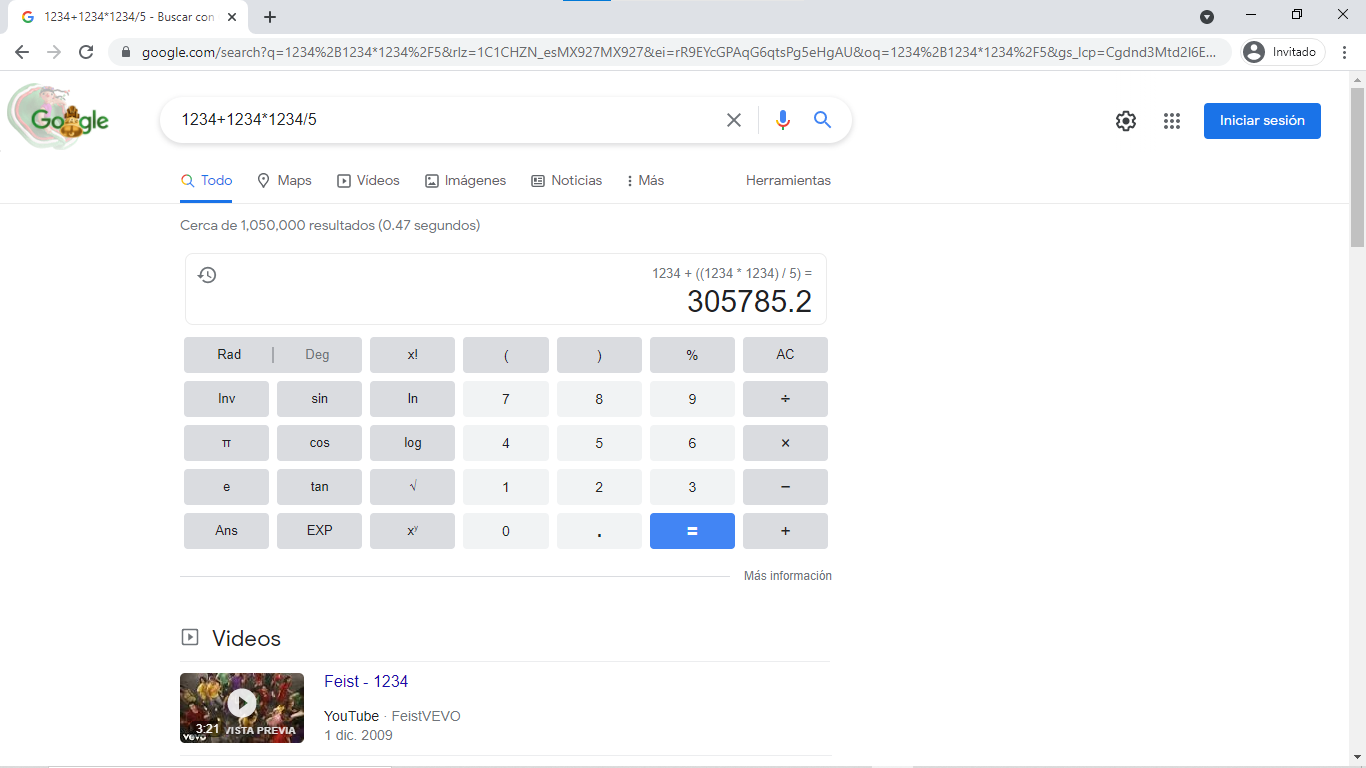 1234+1234*1234/5 - Buscar con
google.com/search?q=1234%2B1234*1234%2F5&rlz=1C1CHZN_esMX927MX927&ei=rR9EYcGPAqG6qtsPg5eHgAU&oq=1234%2B1234*1234%2F5&gs_lcp=Cgdnd3Mtd2l6E...
Invitado
Google
1234+1234*1234/5
Iniciar sesión
Todo Maps Vídeos Imágenes Noticias Más Herramientas
Cerca de 1,050,000 resultados (0.47 segundos)
1234 + ((1234 * 1234) / 5) =
305785.2
Rad | Deg x! ( ) % AC
Inv sin ln 7 8 9 ÷
π cos log 4 5 6 ×
e tan √ 1 2 3 −
Ans EXP xʸ 0 . = +
Más información
Videos
Feist - 1234
YouTube · FeistVEVO
1 dic. 2009
3:21 VISTA PREVIA
vevo